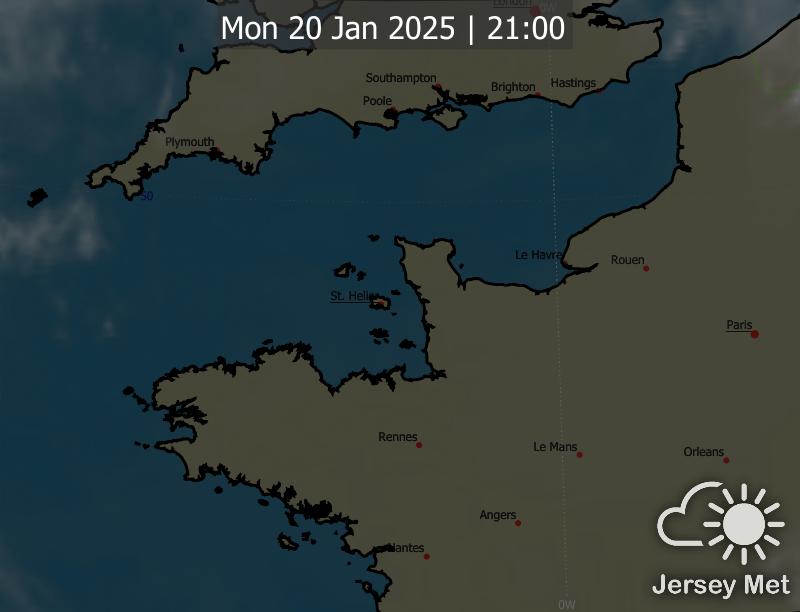 London
0W
Mon 20 Jan 2025 | 21:00
Southampton
Brighton
Hastings
Poole
Plymouth
50
Le Havre
Rouen
St. Helier
Paris
Rennes
Le Mans
Orleans
Angers
Nantes
Jersey Met
0W